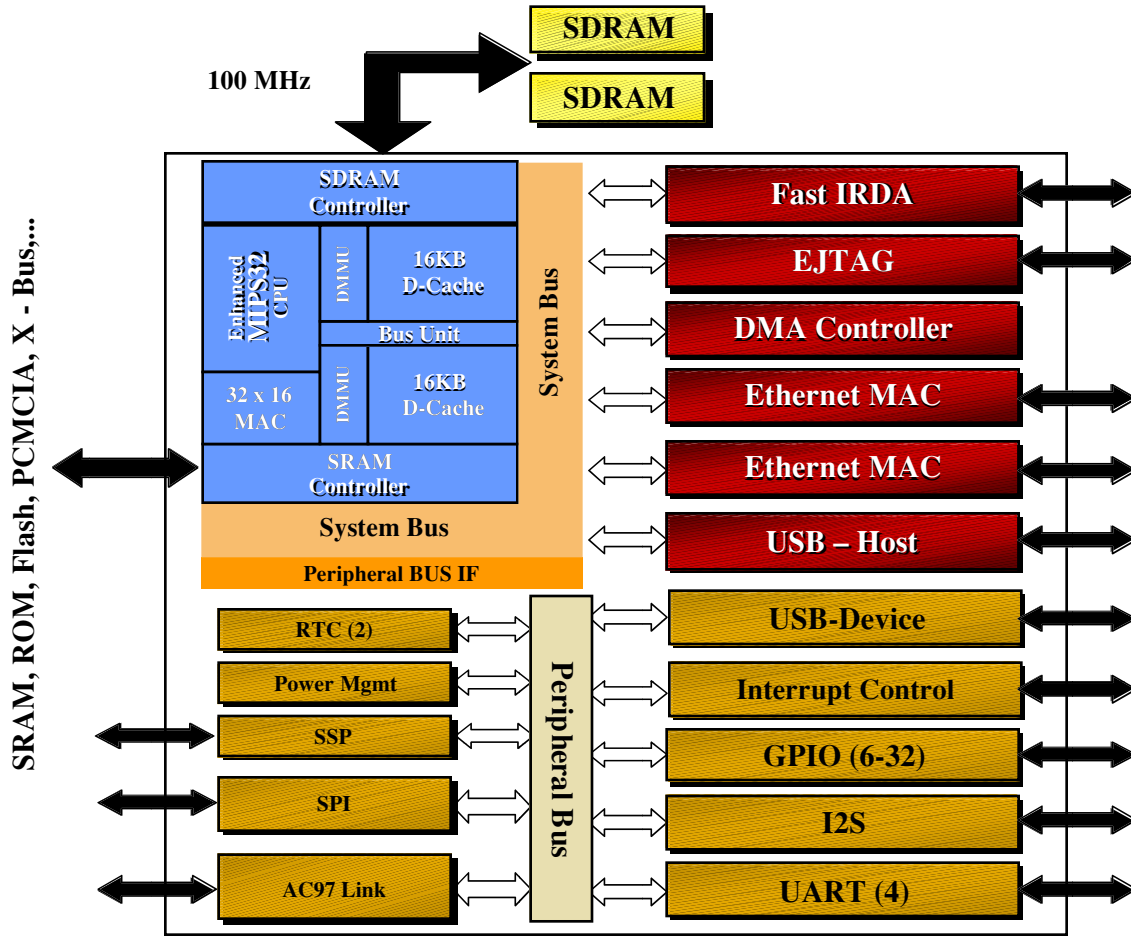 SDRAM
SDRAM
100 MHz
SRAM, ROM, Flash, PCMCIA, X - Bus,...
SDRAM
Controller
Enhanced
MIPS32
CPU
DMMU
16KB
D-Cache
Bus Unit
32 x 16
MAC
DMMU
16KB
D-Cache
SRAM
Controller
System Bus
System Bus
Peripheral BUS IF
Fast IRDA
EJTAG
DMA Controller
Ethernet MAC
Ethernet MAC
USB – Host
RTC (2)
Power Mgmt
SSP
SPI
AC97 Link
Peripheral Bus
USB-Device
Interrupt Control
GPIO (6-32)
I2S
UART (4)